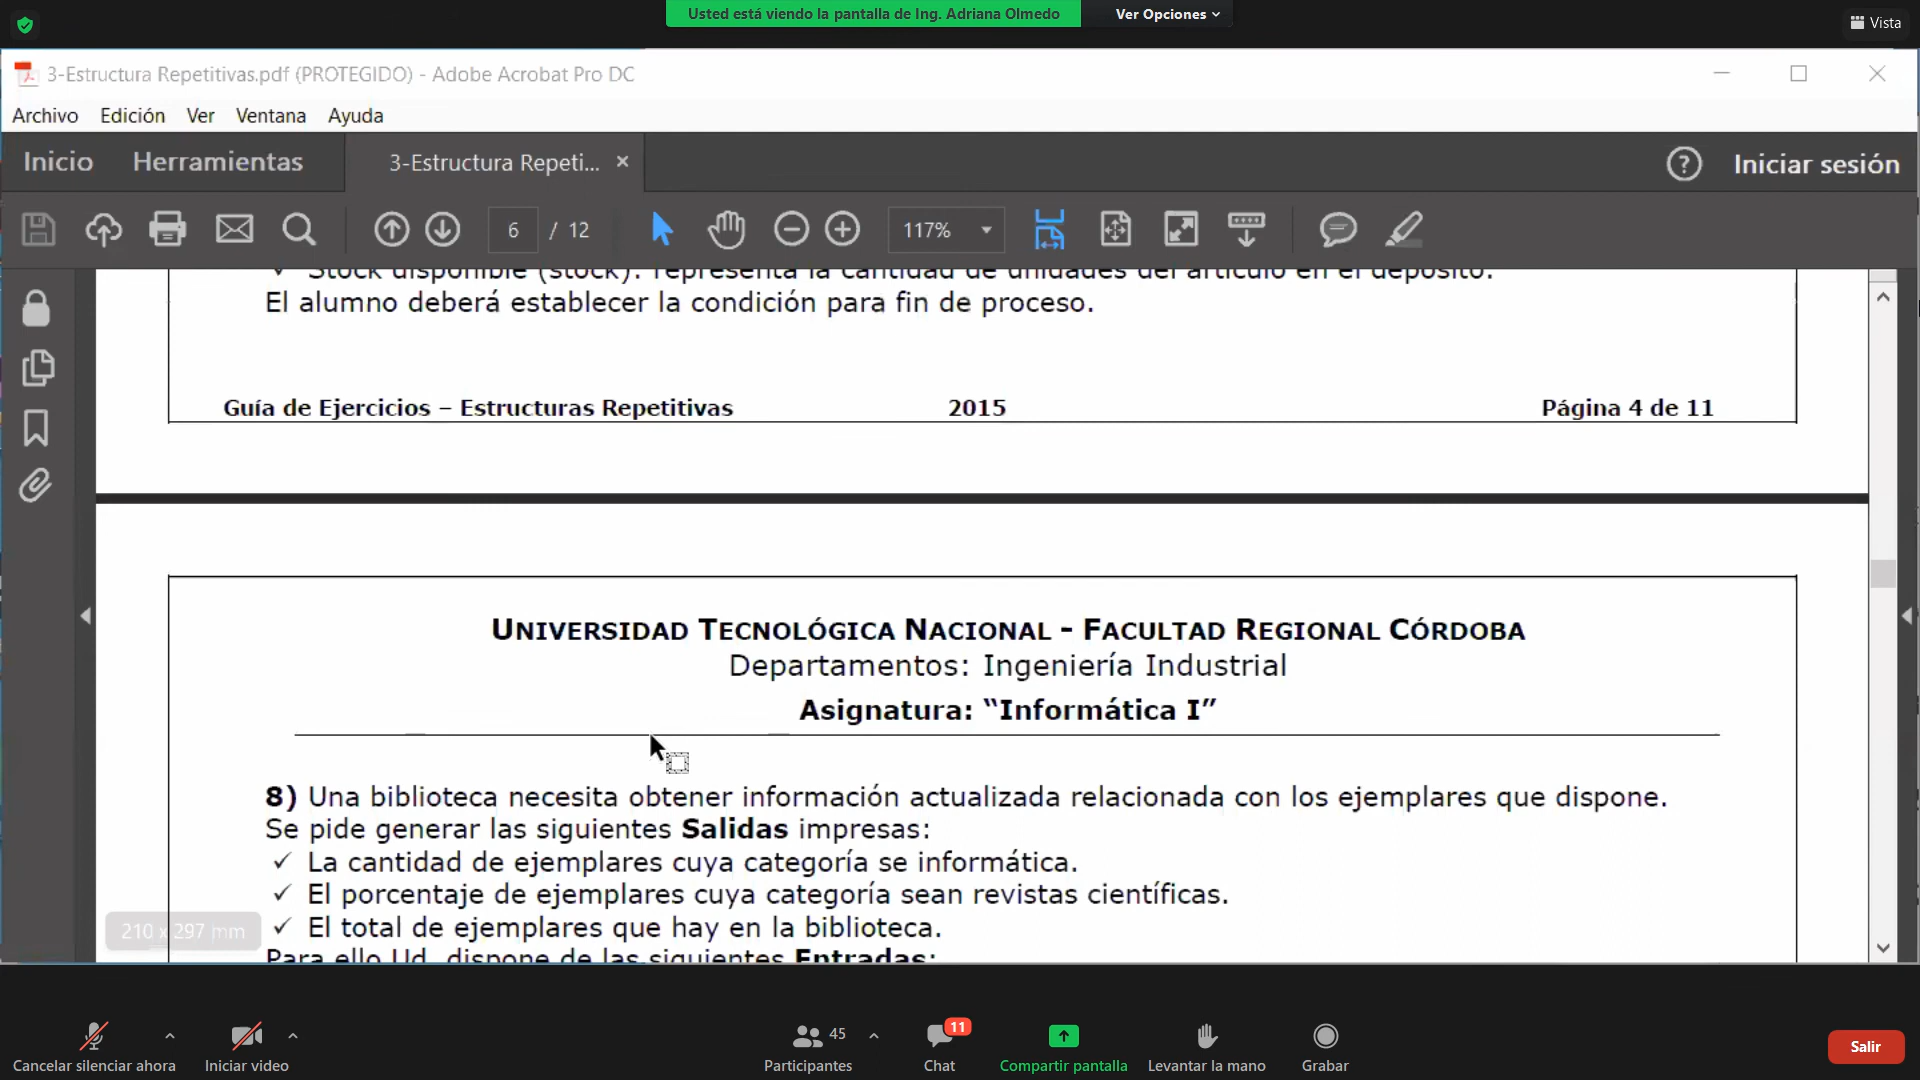 Usted está viendo la pantalla de Ing. Adriana Olmedo
Ver Opciones
Vista
3-Estructura Repetitivas.pdf (PROTEGIDO) - Adobe Acrobat Pro DC
Archivo Edición Ver Ventana Ayuda
Inicio Herramientas 3-Estructura Repeti... × Iniciar sesión
6 / 12 117%
✓ Stock disponible (stock): representa la cantidad de unidades del artículo en el depósito.
El alumno deberá establecer la condición para fin de proceso.
Guía de Ejercicios – Estructuras Repetitivas 2015 Página 4 de 11
UNIVERSIDAD TECNOLÓGICA NACIONAL - FACULTAD REGIONAL CÓRDOBA
Departamentos: Ingeniería Industrial
Asignatura: “Informática I”
8) Una biblioteca necesita obtener información actualizada relacionada con los ejemplares que dispone.
Se pide generar las siguientes Salidas impresas:
✓ La cantidad de ejemplares cuya categoría se informática.
✓ El porcentaje de ejemplares cuya categoría sean revistas científicas.
✓ El total de ejemplares que hay en la biblioteca.
210 x 297 mm
Para ello Ud. dispone de las siguientes Entradas:
Cancelar silenciar ahora
Iniciar video
45
Participantes
11
Chat
Compartir pantalla
Levantar la mano
Grabar
Salir